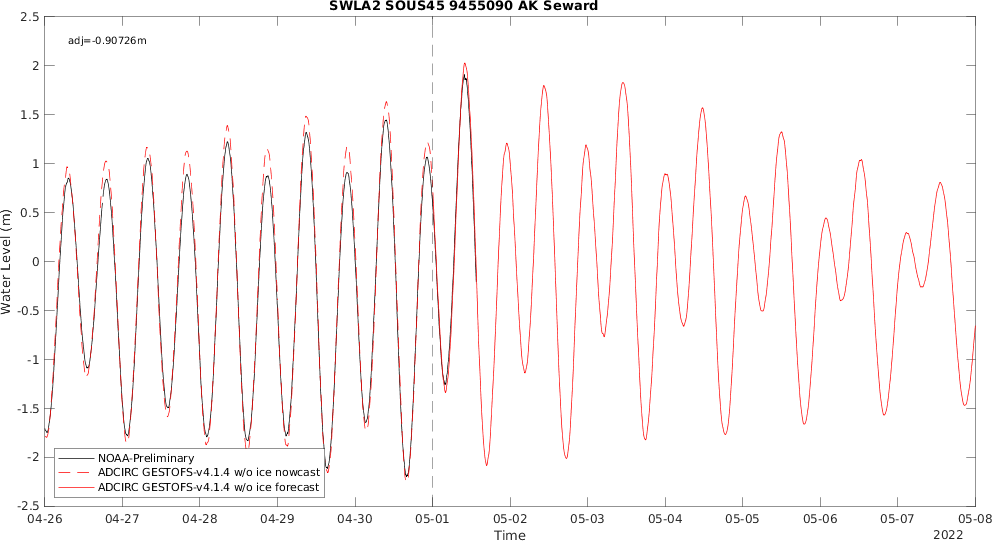 SWLA2 SOUS45 9455090 AK Seward
adj=-0.90726m
2.5
2
1.5
1
0.5
0
-0.5
-1
-1.5
-2
-2.5
Water Level (m)
NOAA-Preliminary
ADCIRC GESTOFS-v4.1.4 w/o ice nowcast
ADCIRC GESTOFS-v4.1.4 w/o ice forecast
04-26 04-27 04-28 04-29 04-30 05-01 05-02 05-03 05-04 05-05 05-06 05-07 05-08
Time
2022